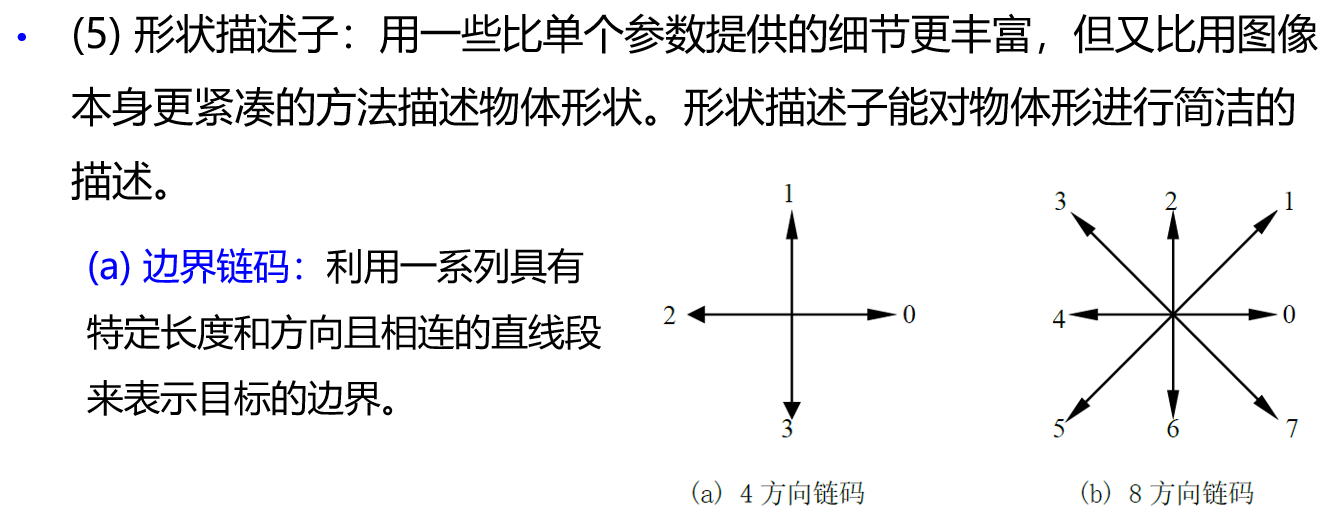 • (5) 形状描述子：用一些比单个参数提供的细节更丰富，但又比用图像
本身更紧凑的方法描述物体形状。形状描述子能对物体形进行简洁的
描述。
(a) 边界链码：利用一系列具有
特定长度和方向且相连的直线段
来表示目标的边界。
1
2
0
3
(a) 4 方向链码
3
2
1
4
0
5
6
7
(b) 8 方向链码